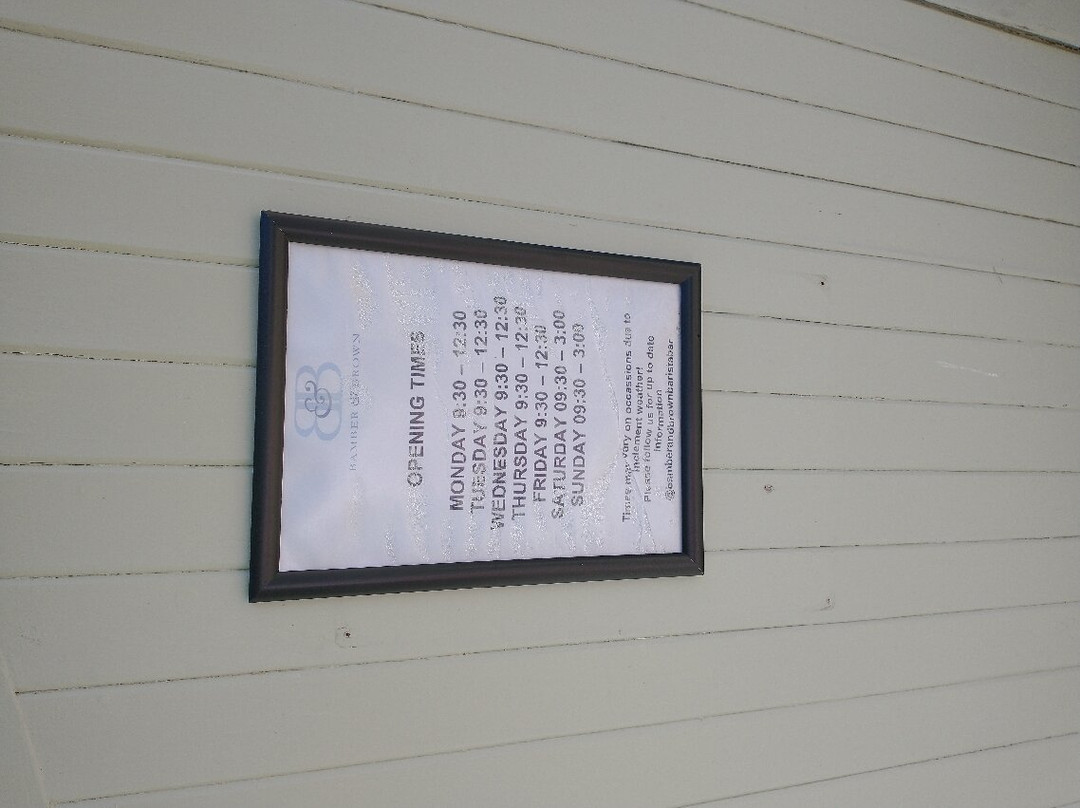 B&B
BAMBER & BROWN
OPENING TIMES
MONDAY 9:30 – 12:30
TUESDAY 9:30 – 12:30
WEDNESDAY 9:30 – 12:30
THURSDAY 9:30 – 12:30
FRIDAY 9:30 – 12:30
SATURDAY 09:30 – 3:00
SUNDAY 09:30 – 3:00
Times may vary on occassions due to
inclement weather!
Please follow us for up to date
information
@bamberandbrownbaristabar